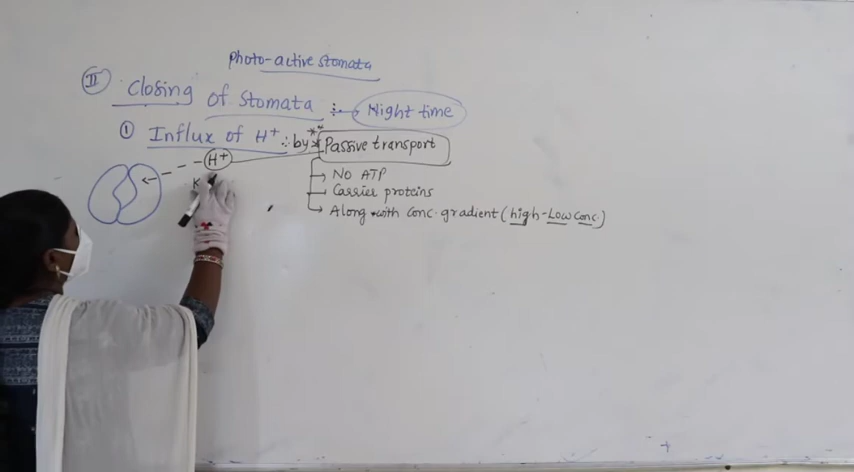 Photo-active stomata
II Closing of stomata :→ Night time
① Influx of H+ ∴ by ** Passive transport
H+
K
→ No ATP
→ Carrier proteins
→ Along with conc. gradient (high-Low conc.)